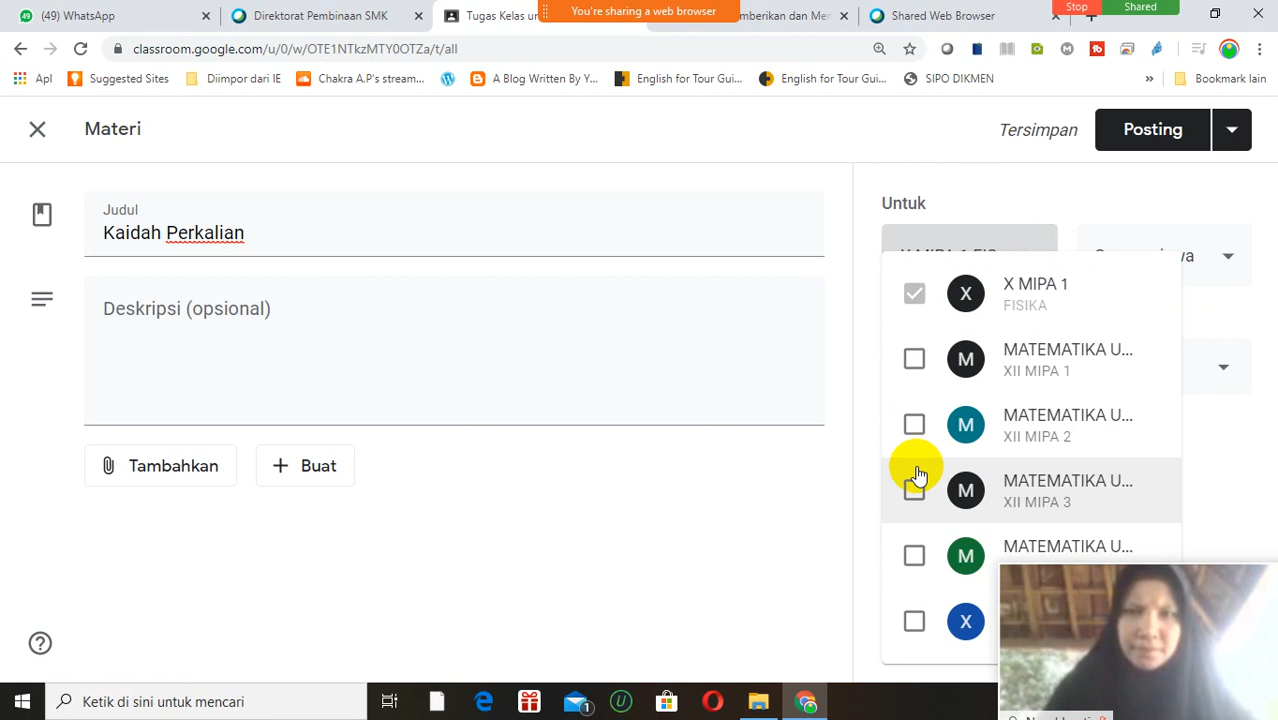 (49) WhatsApp
Direktorat Pembinaan SMK
Tugas Kelas un
You're sharing a web browser
Shared Web Browser
Stop
Shared
classroom.google.com/u/0/w/OTE1NTkzMTY0OTZa/t/all
Apl
Suggested Sites
Diimpor dari IE
Chakra A.P's stream...
A Blog Written By Y...
English for Tour Gui...
English for Tour Gui...
SIPO DIKMEN
»
Bookmark lain
Materi
Tersimpan
Posting
Judul
Kaidah Perkalian
Deskripsi (opsional)
Tambahkan
Buat
Untuk
X
X MIPA 1
FISIKA
M
MATEMATIKA U...
XII MIPA 1
M
MATEMATIKA U...
XII MIPA 2
M
MATEMATIKA U...
XII MIPA 3
M
MATEMATIKA U...
X
Ketik di sini untuk mencari